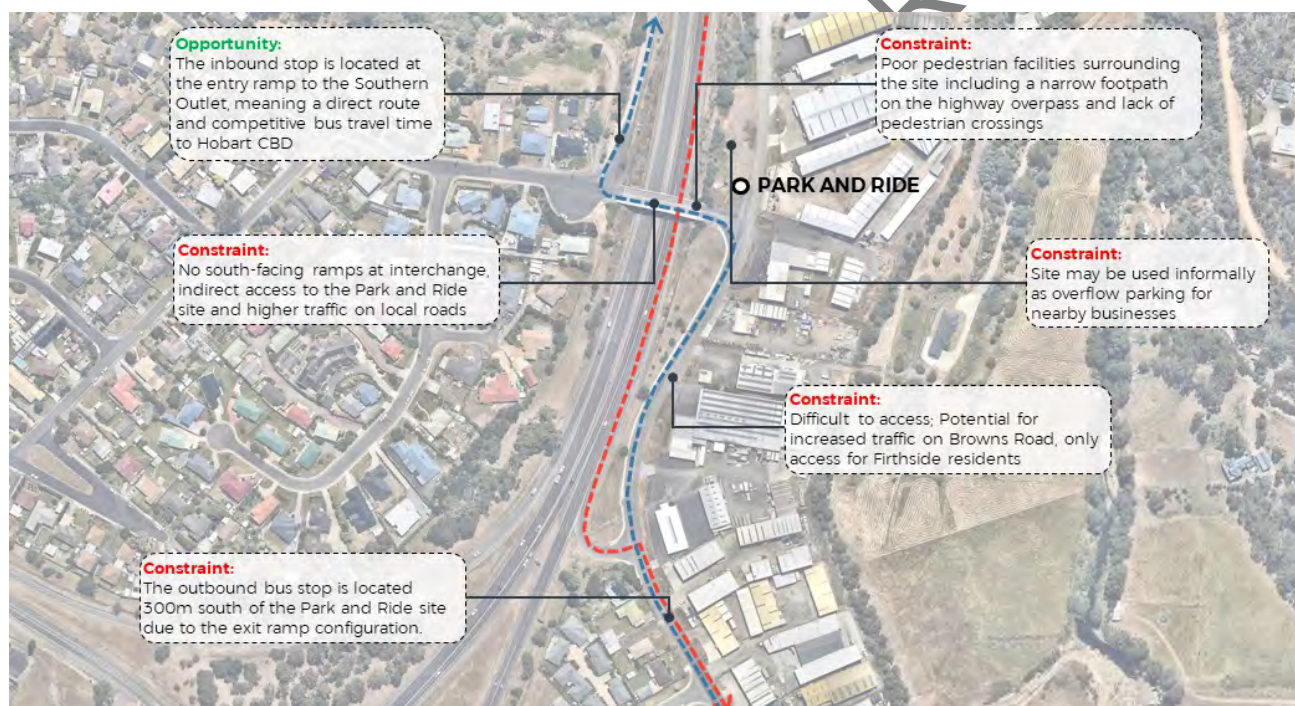 Opportunity:
The inbound stop is located at
the entry ramp to the Southern
Outlet, meaning a direct route
and competitive bus travel time
to Hobart CBD
Constraint:
Poor pedestrian facilities surrounding
the site including a narrow footpath
on the highway overpass and lack of
pedestrian crossings
PARK AND RIDE
Constraint:
No south-facing ramps at interchange,
indirect access to the Park and Ride
site and higher traffic on local roads
Constraint:
Site may be used informally
as overflow parking for
nearby businesses
Constraint:
Difficult to access; Potential for
increased traffic on Browns Road, only
access for Firthside residents
Constraint:
The outbound bus stop is located
300m south of the Park and Ride site
due to the exit ramp configuration.